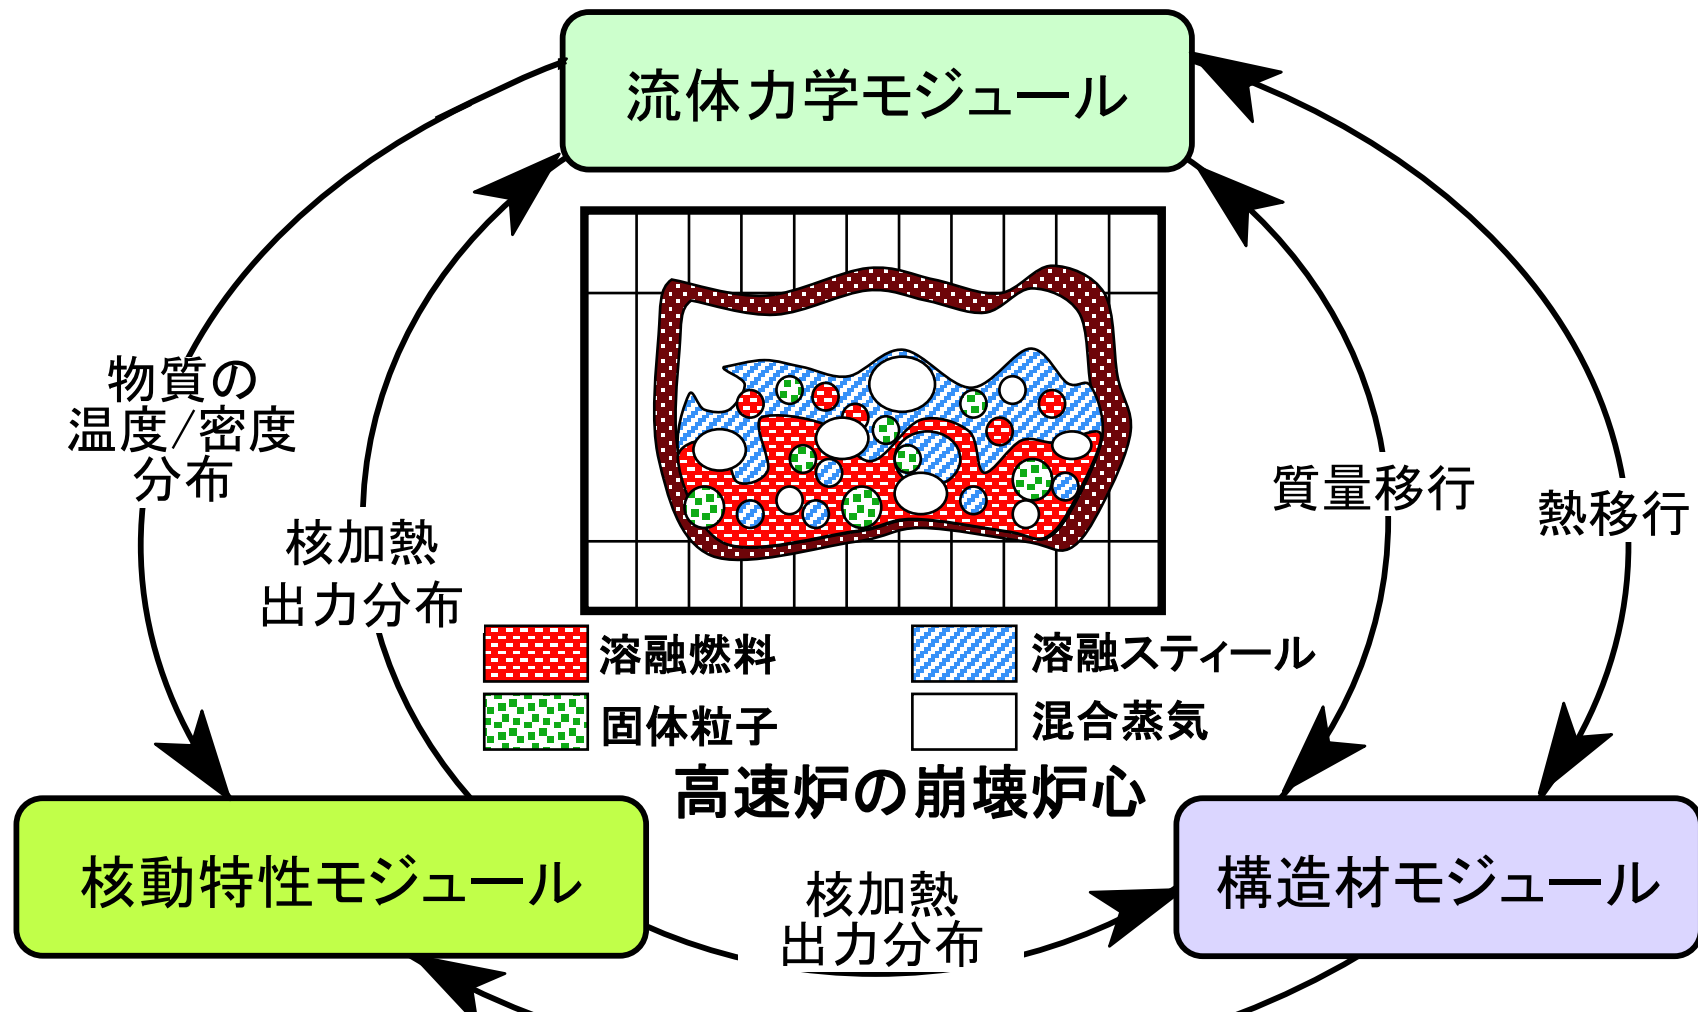 流体力学モジュール
物質の
温度/密度
分布
核加熱
出力分布
質量移行
熱移行
溶融燃料
溶融スティール
固体粒子
混合蒸気
高速炉の崩壊炉心
核動特性モジュール
構造材モジュール
核加熱
出力分布